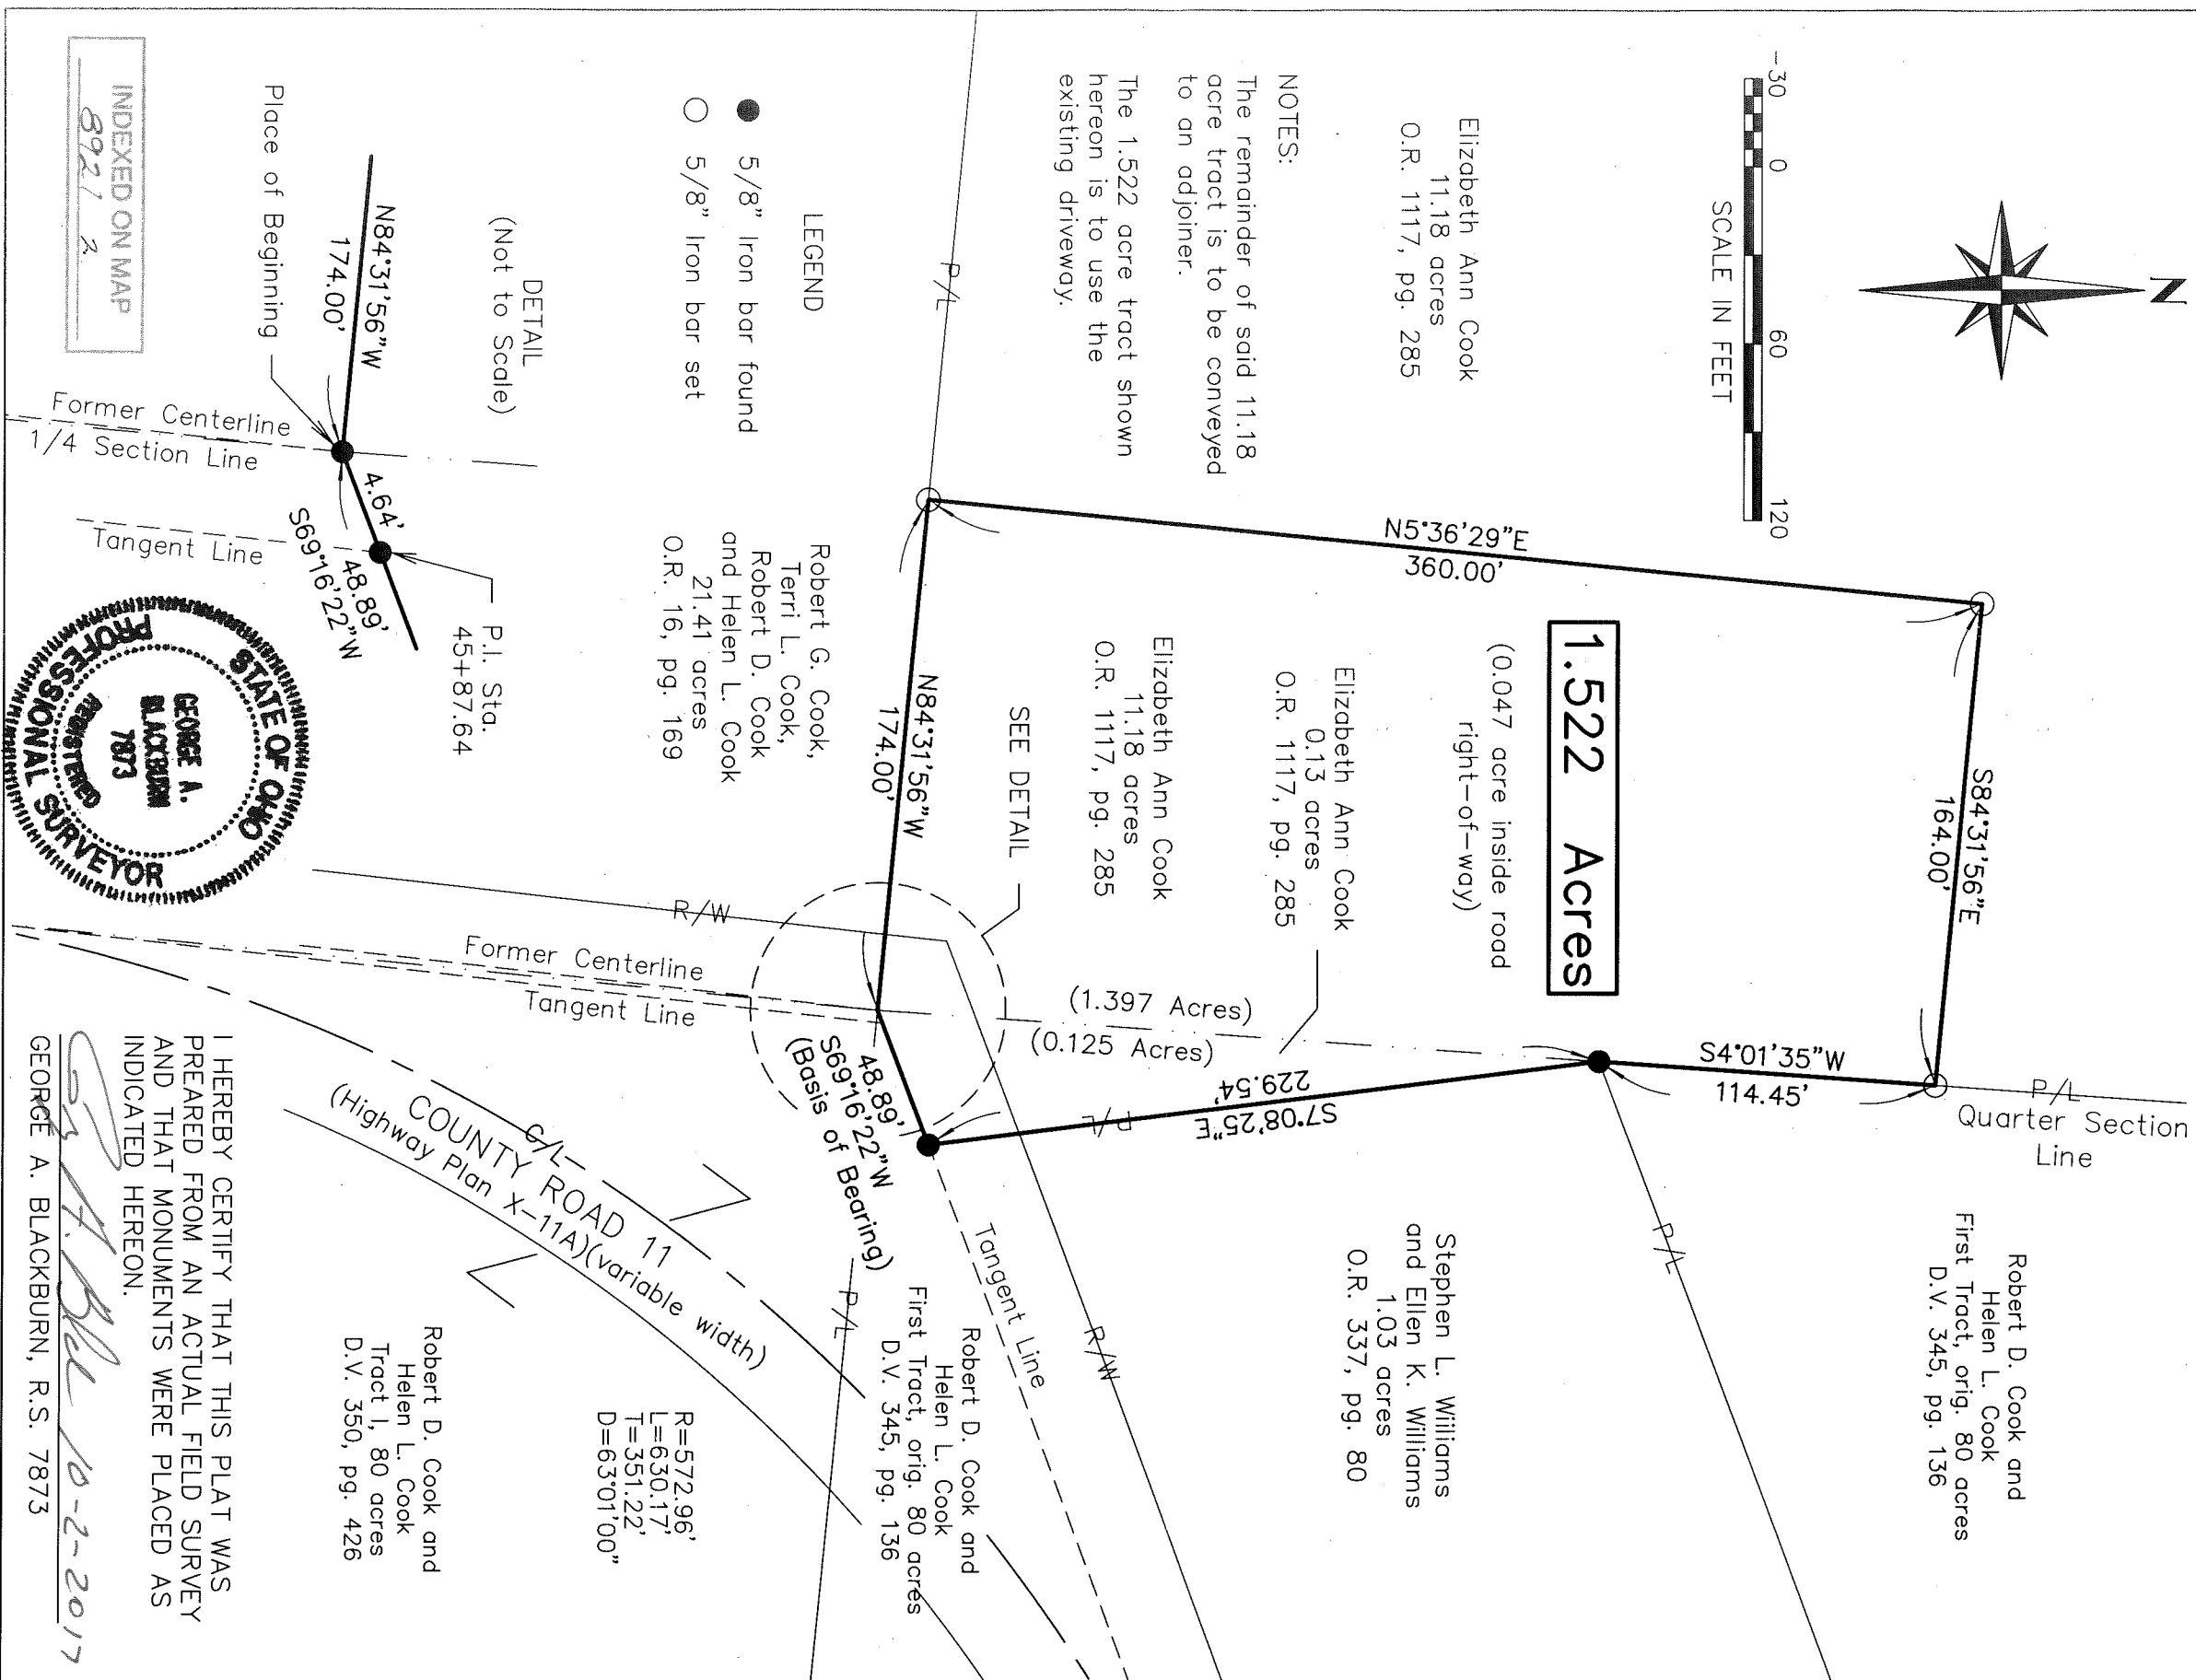 N
-30 0 60 120
SCALE IN FEET
Elizabeth Ann Cook
11.18 acres
O.R. 1117, pg. 285
NOTES:
The remainder of said 11.18
acre tract is to be conveyed
to an adjoiner.
The 1.522 acre tract shown
hereon is to use the
existing driveway.
P/L
LEGEND
5/8" Iron bar found
5/8" Iron bar set
DETAIL
(Not to Scale)
N84°31'56"W
174.00'
Place of Beginning
Former Centerline
1/4 Section Line
4.64'
48.89'
S69°16'22"W
Tangent Line
P.I. Sta.
45+87.64
INDEXED ON MAP
8921 2
S84°31'56"E
164.00'
N5°36'29"E
360.00'
1.522 Acres
(0.047 acre inside road
right-of-way)
Elizabeth Ann Cook
0.13 acres
O.R. 1117, pg. 285
Elizabeth Ann Cook
11.18 acres
O.R. 1117, pg. 285
SEE DETAIL
N84°31'56"W
174.00'
Robert G. Cook,
Terri L. Cook,
Robert D. Cook
and Helen L. Cook
21.41 acres
O.R. 16, pg. 169
P/L
Quarter Section
Line
S4°01'35"W
114.45'
(1.397 Acres)
(0.125 Acres)
S7°08'25"E
229.54'
P/L
48.89'
S69°16'22"W
(Basis of Bearing)
R/W
Former Centerline
Tangent Line
Robert D. Cook and
Helen L. Cook
First Tract, orig. 80 acres
D.V. 345, pg. 136
P/L
Stephen L. Williams
and Ellen K. Williams
1.03 acres
O.R. 337, pg. 80
R/W
Tangent Line
Robert D. Cook and
Helen L. Cook
First Tract, orig. 80 acres
D.V. 345, pg. 136
P/L
C/L
COUNTY ROAD 11
(Highway Plan X-11A)(variable width)
R=572.96'
L=630.17'
T=351.22'
D=63°01'00"
Robert D. Cook and
Helen L. Cook
Tract I, 80 acres
D.V. 350, pg. 426
STATE OF OHIO
GEORGE A.
BLACKBURN
7873
REGISTERED
PROFESSIONAL SURVEYOR
I HEREBY CERTIFY THAT THIS PLAT WAS
PREARED FROM AN ACTUAL FIELD SURVEY
AND THAT MONUMENTS WERE PLACED AS
INDICATED HEREON.
10-2-2017
GEORGE A. BLACKBURN, R.S. 7873